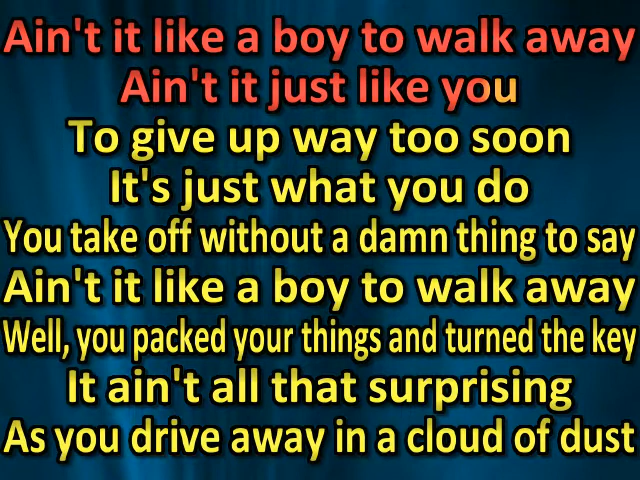 Ain't it like a boy to walk away
Ain't it just like you
To give up way too soon
It's just what you do
You take off without a damn thing to say
Ain't it like a boy to walk away
Well, you packed your things and turned the key
It ain't all that surprising
As you drive away in a cloud of dust